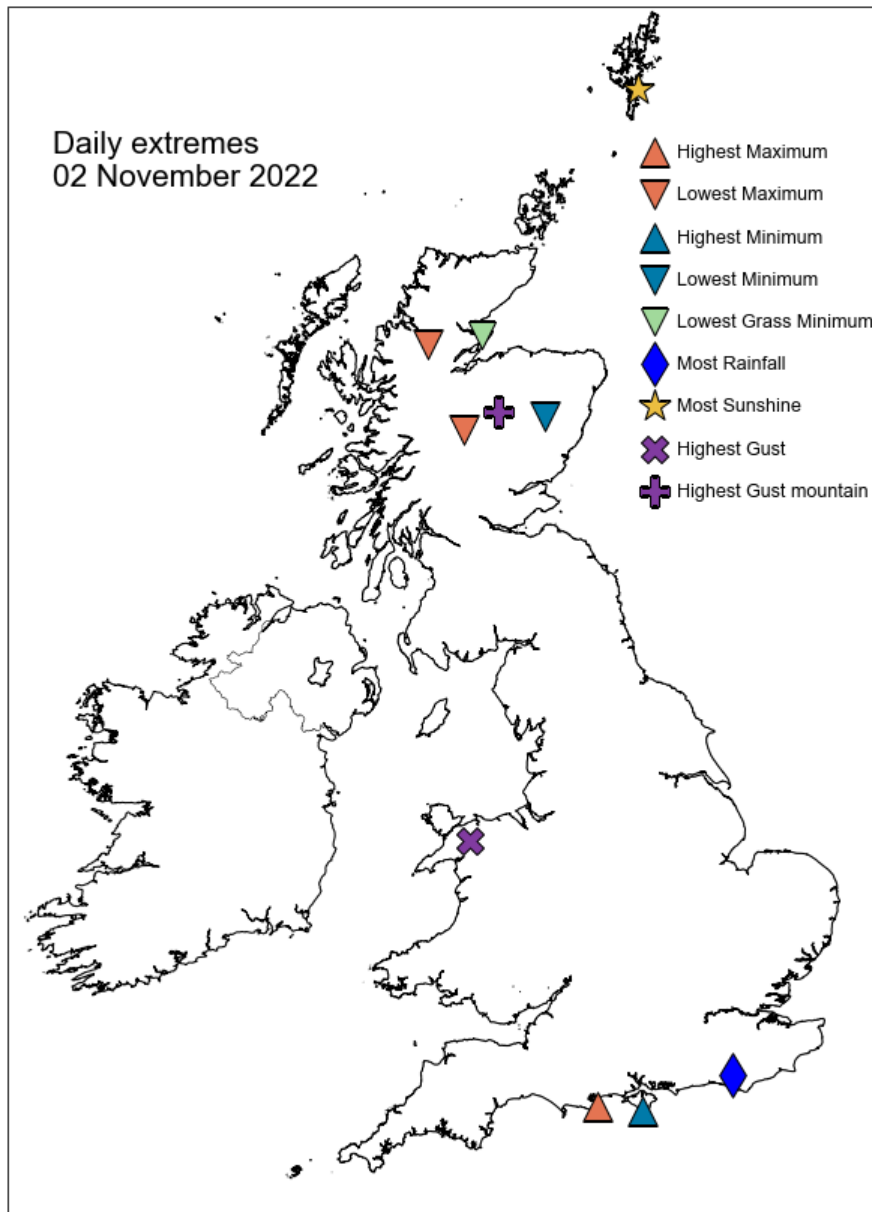 Daily extremes
02 November 2022
Highest Maximum
Lowest Maximum
Highest Minimum
Lowest Minimum
Lowest Grass Minimum
Most Rainfall
Most Sunshine
Highest Gust
Highest Gust mountain